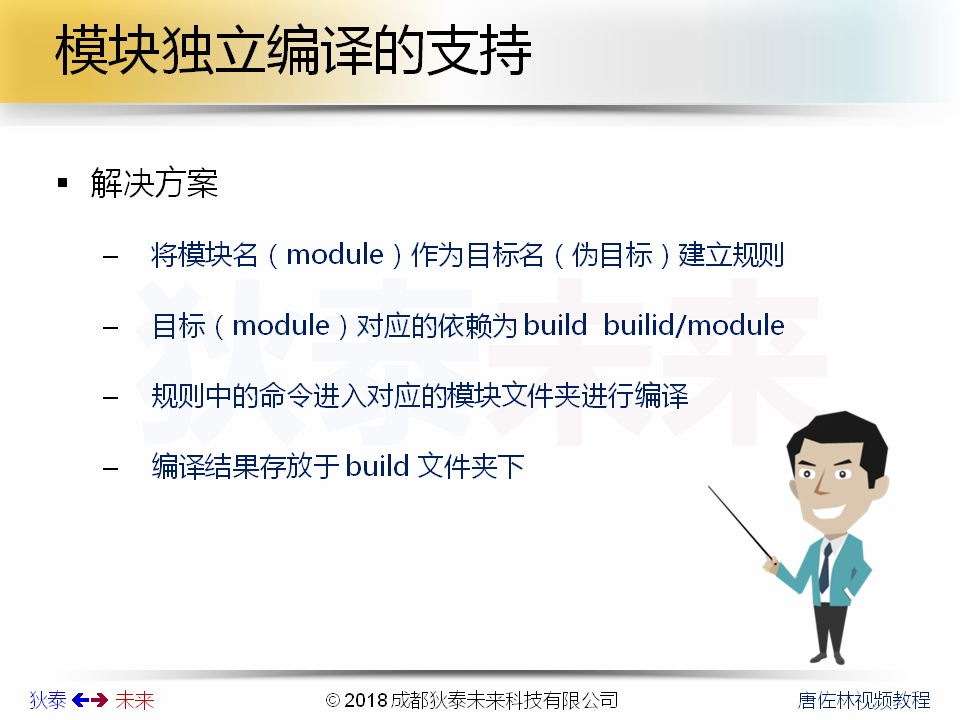 模块独立编译的支持
▪ 解决方案
– 将模块名（module）作为目标名（伪目标）建立规则
– 目标（module）对应的依赖为 build builid/module
– 规则中的命令进入对应的模块文件夹进行编译
– 编译结果存放于 build 文件夹下
狄泰未来
狄泰 未来 © 2018 成都狄泰未来科技有限公司 唐佐林视频教程